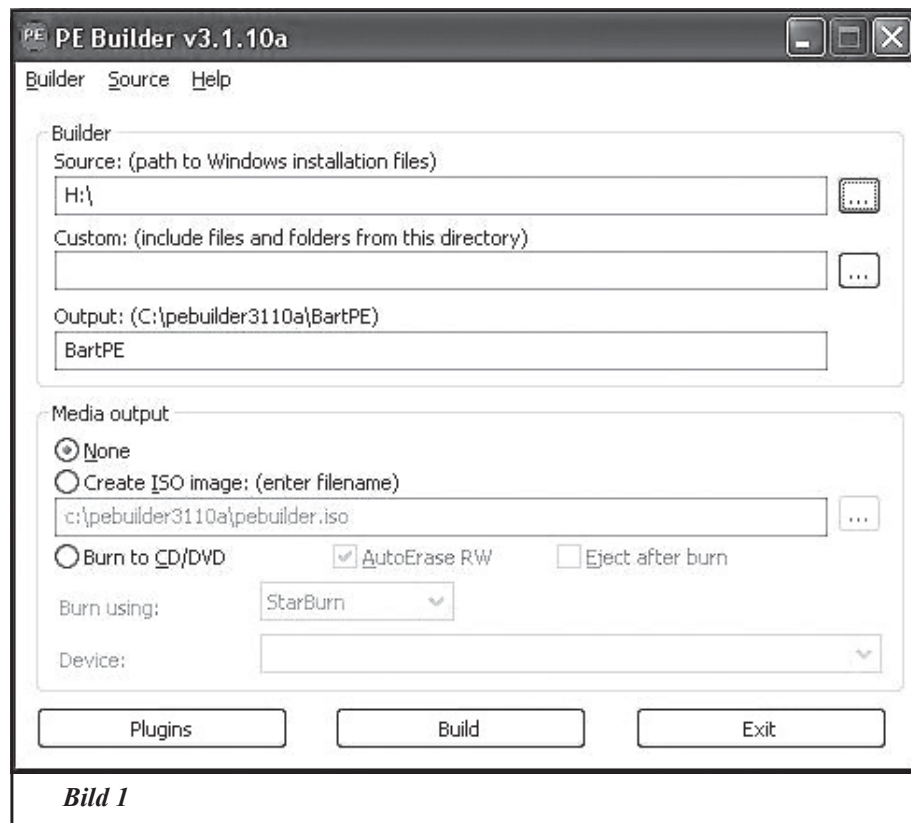 PE PE Builder v3.1.10a
Builder Source Help
Builder
Source: (path to Windows installation files)
H:\
...
Custom: (include files and folders from this directory)
...
Output: (C:\pebuilder3110a\BartPE)
BartPE
Media output
None
Create ISO image: (enter filename)
c:\pebuilder3110a\pebuilder.iso
...
Burn to CD/DVD AutoErase RW Eject after burn
Burn using: StarBurn
Device:
Plugins Build Exit
Bild 1